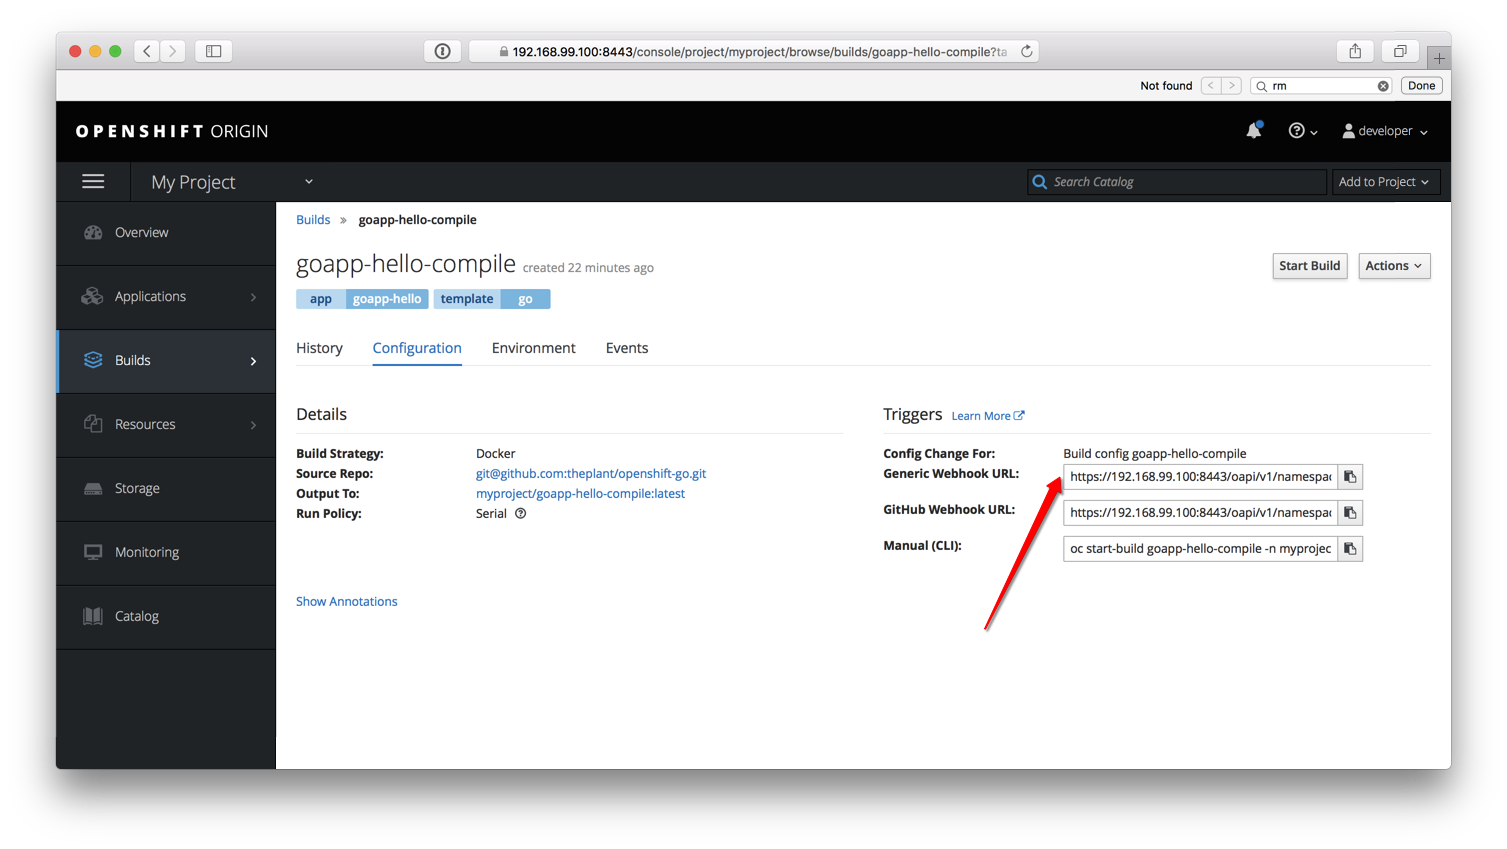 192.168.99.100:8443/console/project/myproject/browse/builds/goapp-hello-compile?ta
Not found
rm
Done
OPENSHIFT ORIGIN
developer
My Project
Search Catalog
Add to Project
Overview
Applications
Builds
Resources
Storage
Monitoring
Catalog
Builds » goapp-hello-compile
goapp-hello-compile created 22 minutes ago
Start Build
Actions
app goapp-hello template go
History Configuration Environment Events
Details
Build Strategy: Docker
Source Repo: git@github.com:theplant/openshift-go.git
Output To: myproject/goapp-hello-compile:latest
Run Policy: Serial
Show Annotations
Triggers Learn More
Config Change For: Build config goapp-hello-compile
Generic Webhook URL: https://192.168.99.100:8443/oapi/v1/namespac
GitHub Webhook URL: https://192.168.99.100:8443/oapi/v1/namespac
Manual (CLI): oc start-build goapp-hello-compile -n myprojec